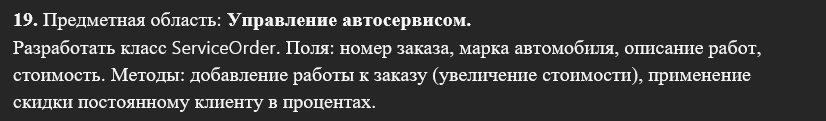 19. Предметная область: Управление автосервисом.
Разработать класс ServiceOrder. Поля: номер заказа, марка автомобиля, описание работ,
стоимость. Методы: добавление работы к заказу (увеличение стоимости), применение
скидки постоянному клиенту в процентах.